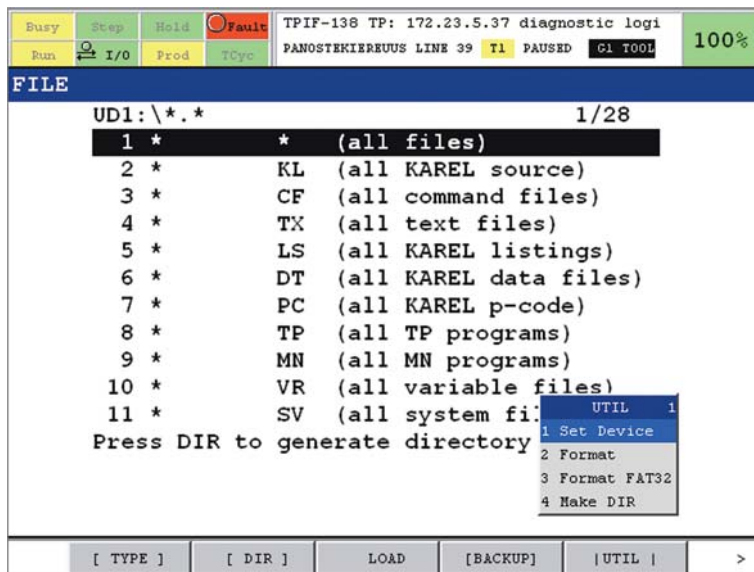 Busy Step Hold Fault TPIF-138 TP: 172.23.5.37 diagnostic logi
Run I/O Prod TCyc PANOSTEKIEREUUS LINE 39 T1 PAUSED G1 TOOL 100%
FILE
UD1:\*.* 1/28
1 * * (all files)
2 * KL (all KAREL source)
3 * CF (all command files)
4 * TX (all text files)
5 * LS (all KAREL listings)
6 * DT (all KAREL data files)
7 * PC (all KAREL p-code)
8 * TP (all TP programs)
9 * MN (all MN programs)
10 * VR (all variable files)
11 * SV (all system fil
Press DIR to generate directory
UTIL 1
1 Set Device
2 Format
3 Format FAT32
4 Make DIR
[ TYPE ] [ DIR ] LOAD [BACKUP] |UTIL | >